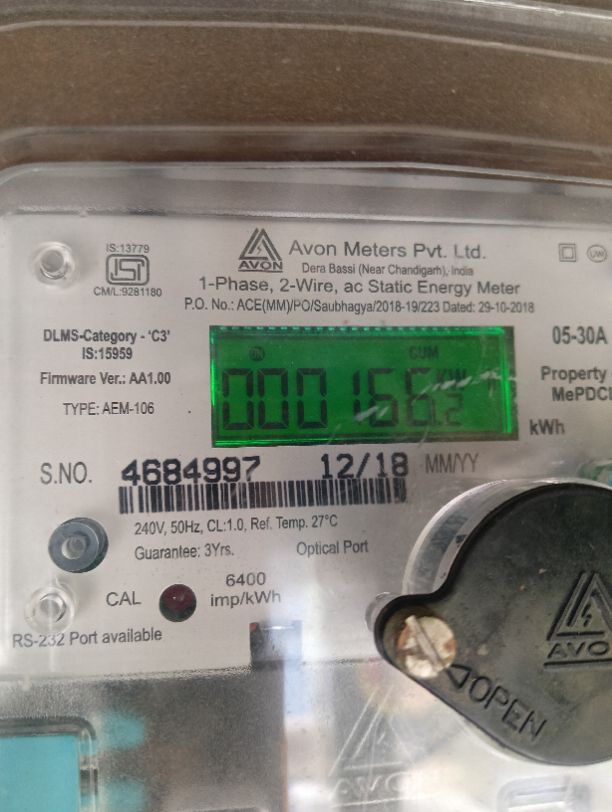 IS:13779
ISI
CM/L:9281180
AVON
Avon Meters Pvt. Ltd.
Dera Bassi (Near Chandigarh), India
1-Phase, 2-Wire, ac Static Energy Meter
P.O. No.: ACE(MM)/PO/Saubhagya/2018-19/223 Dated: 29-10-2018
UW
DLMS-Category - 'C3'
IS:15959
Firmware Ver.: AA1.00
TYPE: AEM-106
CUM
000166.2 KW
05-30A
Property
MePDCL
kWh
S.NO. 4684997 12/18 MM/YY
240V, 50Hz, CL:1.0, Ref. Temp. 27°C
Guarantee: 3Yrs. Optical Port
CAL
6400
imp/kWh
RS-232 Port available
AVO
OPEN
AVON